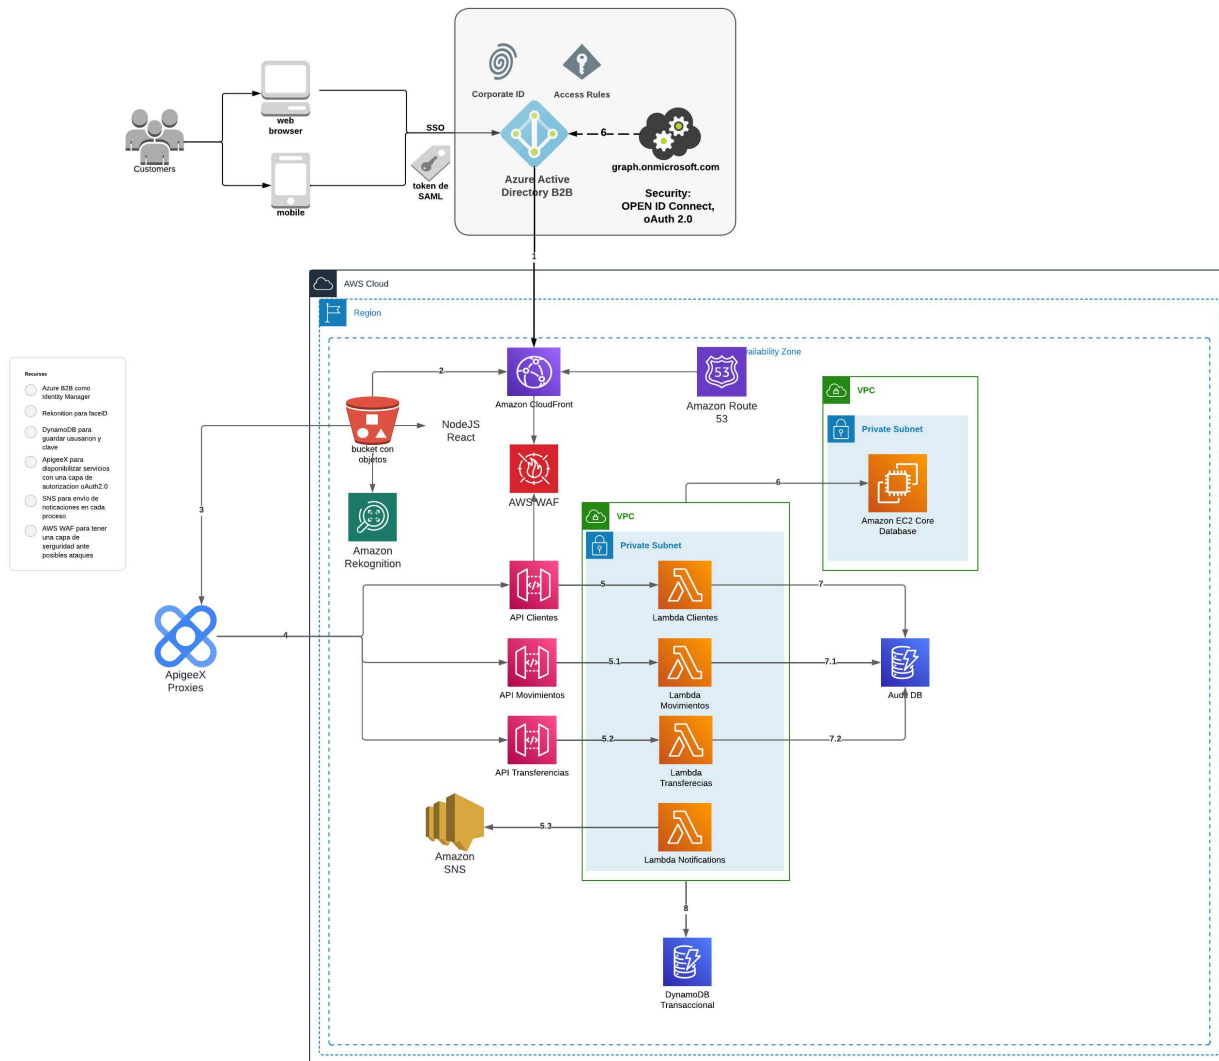 Corporate ID
Access Rules
web
browser
SSO
6
Customers
graph.onmicrosoft.com
Azure Active
Directory B2B
token de
SAML
Security:
OPEN ID Connect,
oAuth 2.0
mobile
1
AWS Cloud
Region
vailability Zone
2
53
Amazon CloudFront
Amazon Route
53
VPC
Recursos
Azure B2B como
Identity Manager
Rekonition para faceID
DynamoDB para
guardar ususarion y
clave
ApigeeX para
disponibilizar servicios
con una capa de
autorizacion oAuth2.0
SNS para envío de
noticaciones en cada
proceso
AWS WAF para tener
una capa de
serguridad ante
posibles ataques
NodeJS
React
bucket con
objetos
Private Subnet
6
AWS WAF
3
VPC
Amazon EC2 Core
Database
Private Subnet
Amazon
Rekognition
5
7
API Clientes
Lambda Clientes
4
5.1
7.1
ApigeeX
Proxies
API Movimientos
Lambda
Movimientos
Audit DB
5.2
7.2
API Transferencias
Lambda
Transferecias
5.3
Amazon
SNS
Lambda Notifications
8
DynamoDB
Transaccional